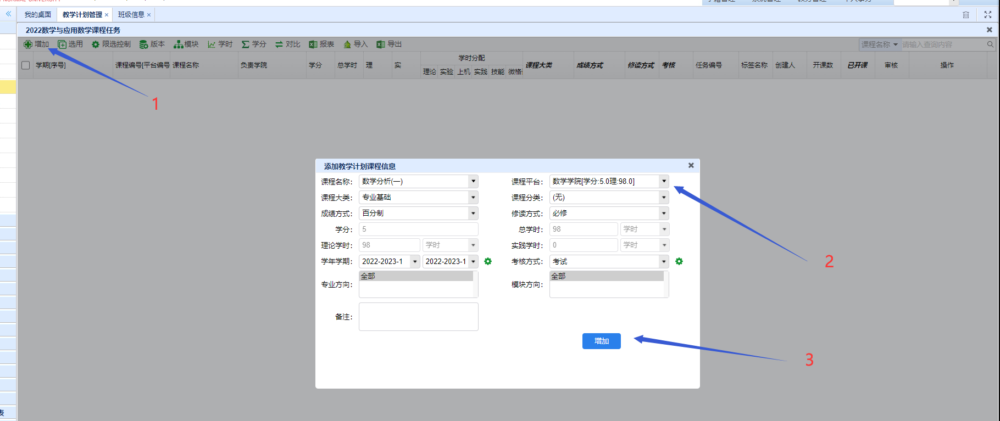 NORMAL UNIVERSITY
我的桌面 教学计划管理 × 班级信息 ×
2022数学与应用数学课程任务
增加 选用 限选控制 版本 模块 学时 学分 对比 报表 导入 导出 课程名称 请输入查询内容
学时分配
学期[序号] 课程编号[平台编号 课程名称 负责学院 学分 总学时 理 实 课程大类 成绩方式 修读方式 考核 任务编号 标签名称 创建人 开课数 已开课 审核 操作
理论 实验 上机 实践 技能 微格
1
添加教学计划课程信息
课程名称: 数学分析(一) 课程平台: 数学学院[学分:5.0理:98.0]
课程大类: 专业基础 课程分类: (无)
成绩方式: 百分制 修读方式: 必修
学分: 5 总学时: 98 学时
理论学时: 98 学时 实践学时: 0 学时
学年学期: 2022-2023-1 2022-2023-1 考核方式: 考试
2
全部 全部
专业方向: 模块方向:
备注:
增加
3
表